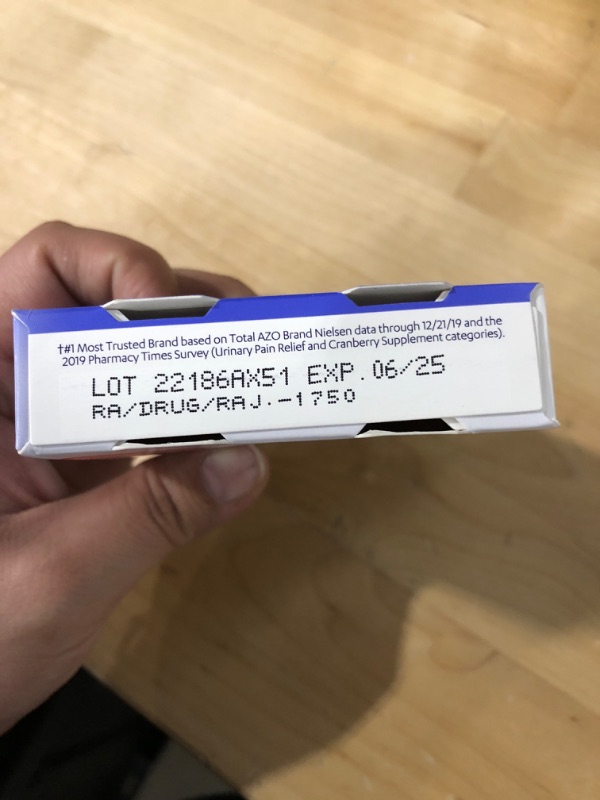 †#1 Most Trusted Brand based on Total AZO Brand Nielsen data through 12/21/19 and the
2019 Pharmacy Times Survey (Urinary Pain Relief and Cranberry Supplement categories).
LOT 22186AX51 EXP.06/25
RA/DRUG/RAJ.-1750